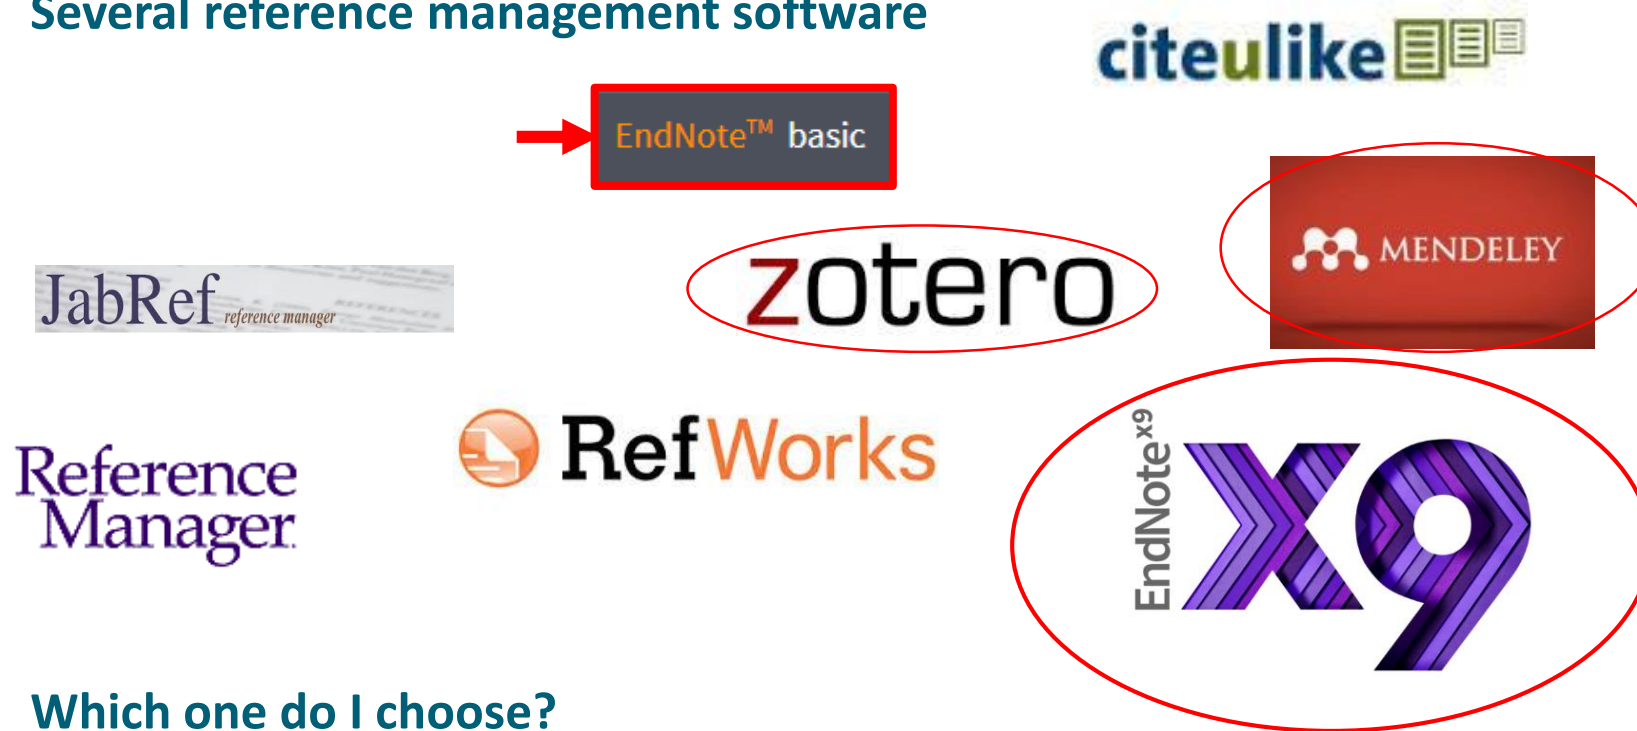 Several reference management software
citeulike
EndNote™ basic
zotero
MENDELEY
JabRef reference manager
RefWorks
Reference
Manager
EndNote x9
X9
Which one do I choose?